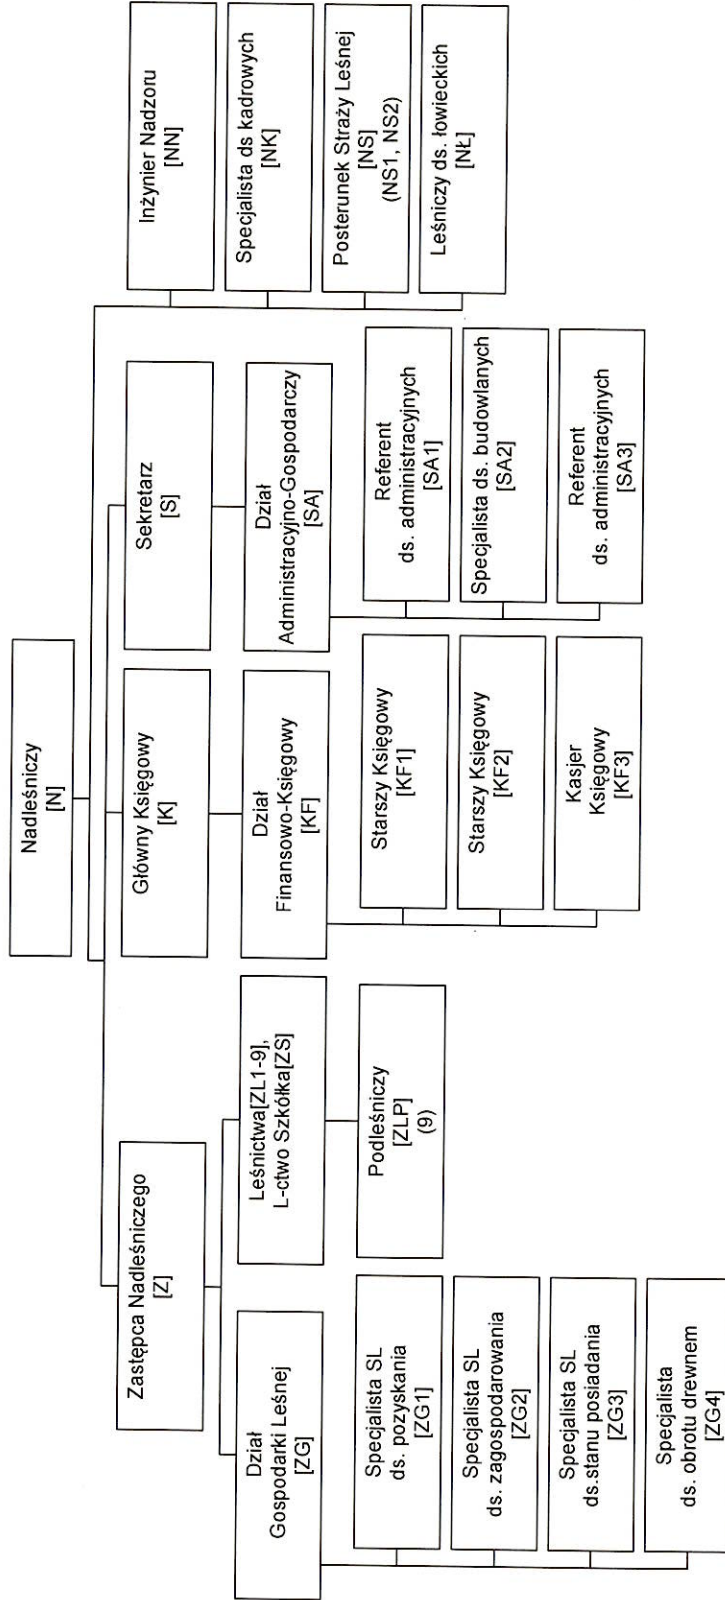 Nadleśniczy
[N]
Zastępca Nadleśniczego
[Z]
Główny Księgowy
[K]
Sekretarz
[S]
Inżynier Nadzoru
[NN]
Specjalista ds kadrowych
[NK]
Posterunek Straży Leśnej
[NS]
(NS1, NS2)
Leśniczy ds. łowieckich
[NŁ]
Dział
Gospodarki Leśnej
[ZG]
Leśnictwa[ZL1-9],
L-ctwo Szkółka[ZS]
Dział
Finansowo-Księgowy
[KF]
Dział
Administracyjno-Gospodarczy
[SA]
Specjalista SL
ds. pozyskania
[ZG1]
Specjalista SL
ds. zagospodarowania
[ZG2]
Specjalista SL
ds.stanu posiadania
[ZG3]
Specjalista
ds. obrotu drewnem
[ZG4]
Podleśniczy
[ZLP]
(9)
Starszy Księgowy
[KF1]
Starszy Księgowy
[KF2]
Kasjer
Księgowy
[KF3]
Referent
ds. administracyjnych
[SA1]
Specjalista ds. budowlanych
[SA2]
Referent
ds. administracyjnych
[SA3]